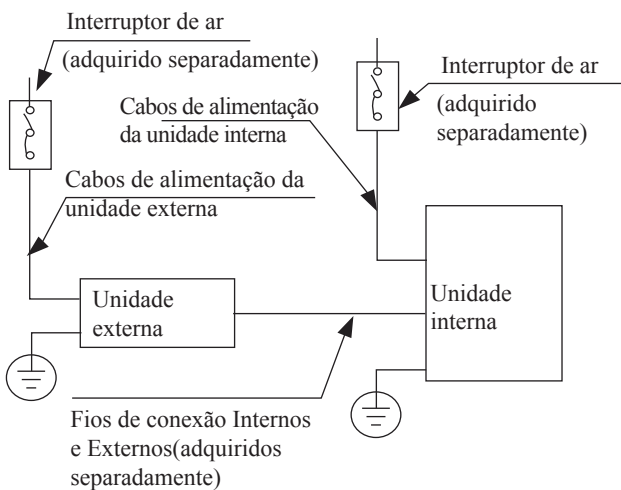 Interruptor de ar
(adquirido separadamente)
Interruptor de ar
(adquirido
separadamente)
Cabos de alimentação
da unidade interna
Cabos de alimentação da
unidade externa
Unidade
externa
Unidade
interna
Fios de conexão Internos
e Externos(adquiridos
separadamente)